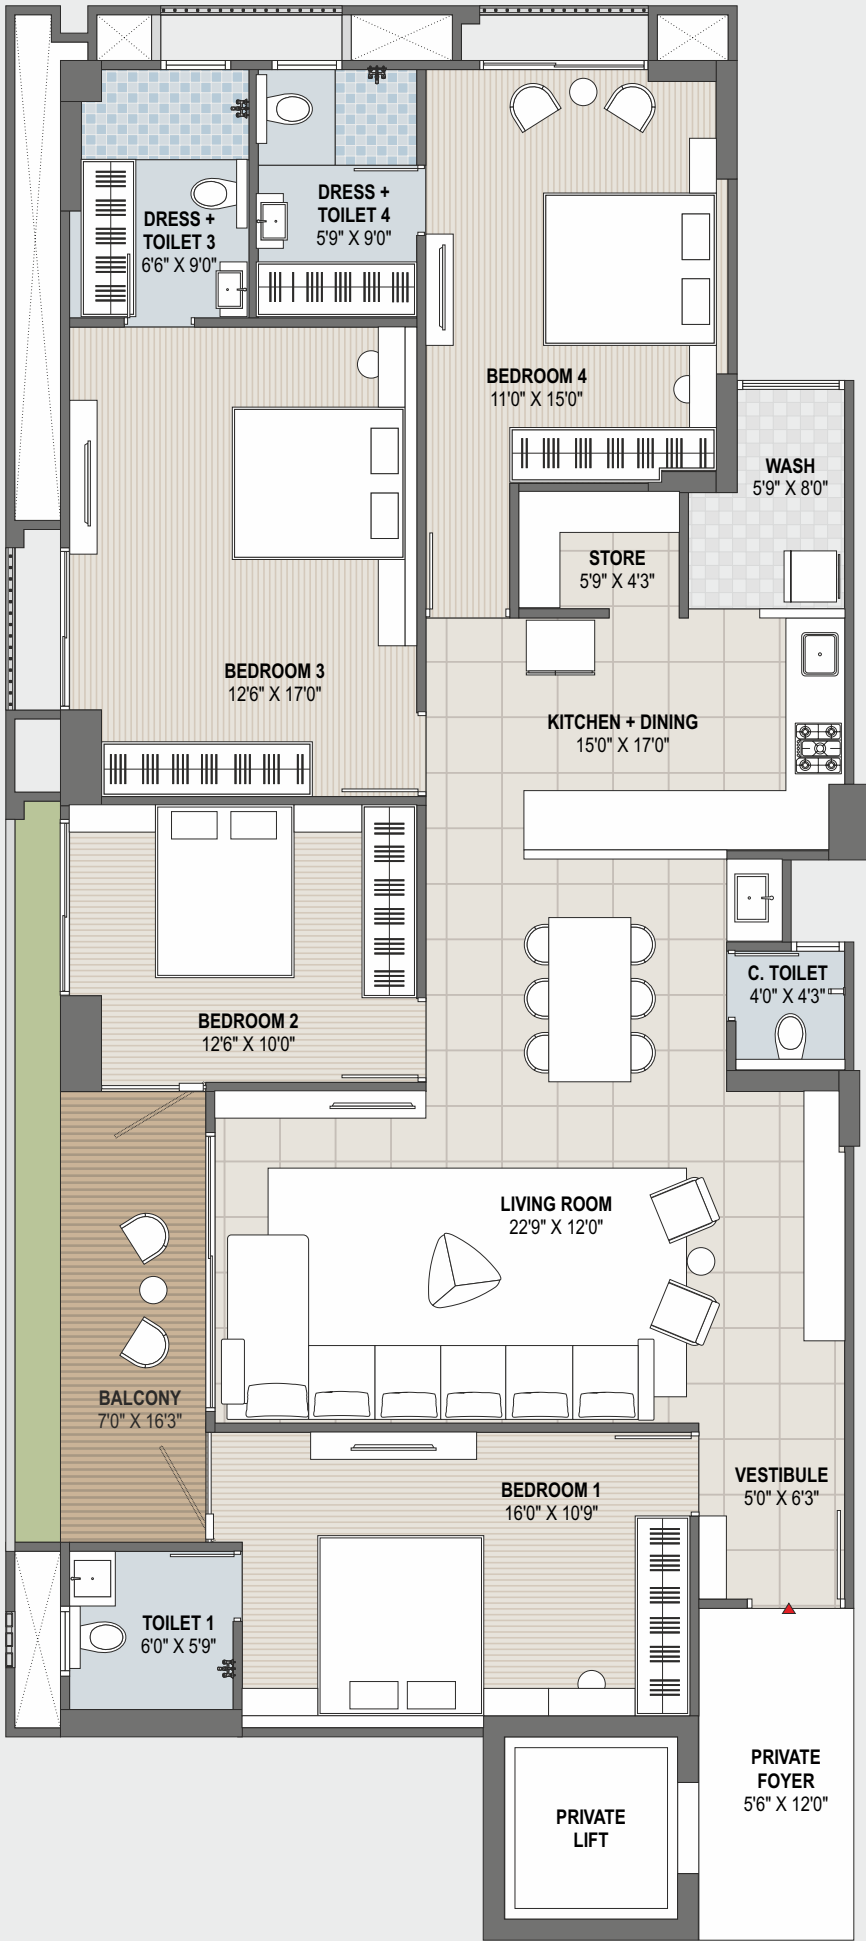 DRESS +
TOILET 3
6'6" X 9'0"
DRESS +
TOILET 4
5'9" X 9'0"
BEDROOM 4
11'0" X 15'0"
WASH
5'9" X 8'0"
STORE
5'9" X 4'3"
BEDROOM 3
12'6" X 17'0"
KITCHEN + DINING
15'0" X 17'0"
C. TOILET
4'0" X 4'3"
BEDROOM 2
12'6" X 10'0"
LIVING ROOM
22'9" X 12'0"
BALCONY
7'0" X 16'3"
VESTIBULE
5'0" X 6'3"
BEDROOM 1
16'0" X 10'9"
TOILET 1
6'0" X 5'9"
PRIVATE
FOYER
5'6" X 12'0"
PRIVATE
LIFT